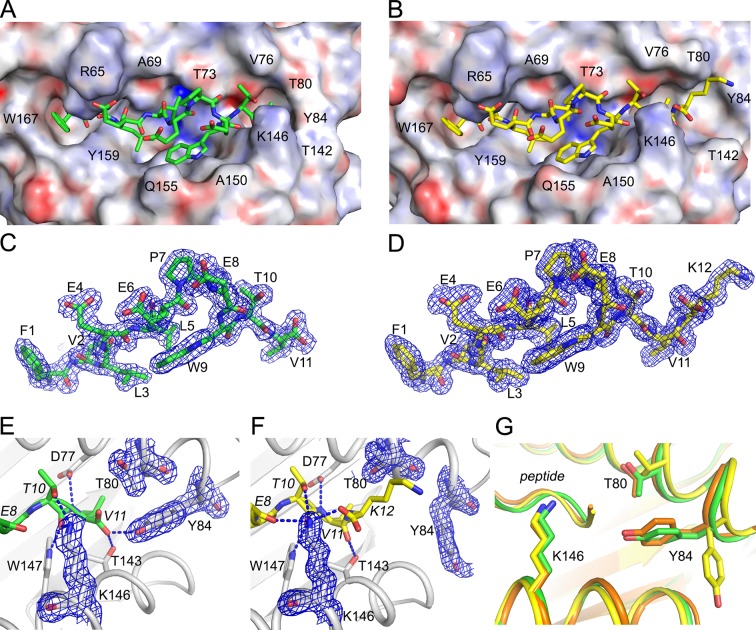 A
V76
A69
T73
T80
R65
Y84
W167
K146
T142
Y159
Q155
A150
B
V76
T80
A69
T73
R65
Y84
W167
K146
T142
Y159
Q155
A150
C
P7
E8
T10
E4
E6
F1
V2
L5
W9
V11
L3
D
P7
E8
T10
K12
E4
E6
F1
V2
L5
W9
V11
L3
E
D77
T10
T80
E8
V11
Y84
W147
T143
K146
F
D77
T10
T80
E8
K12
V11
Y84
W147
T143
K146
G
T80
peptide
K146
Y84